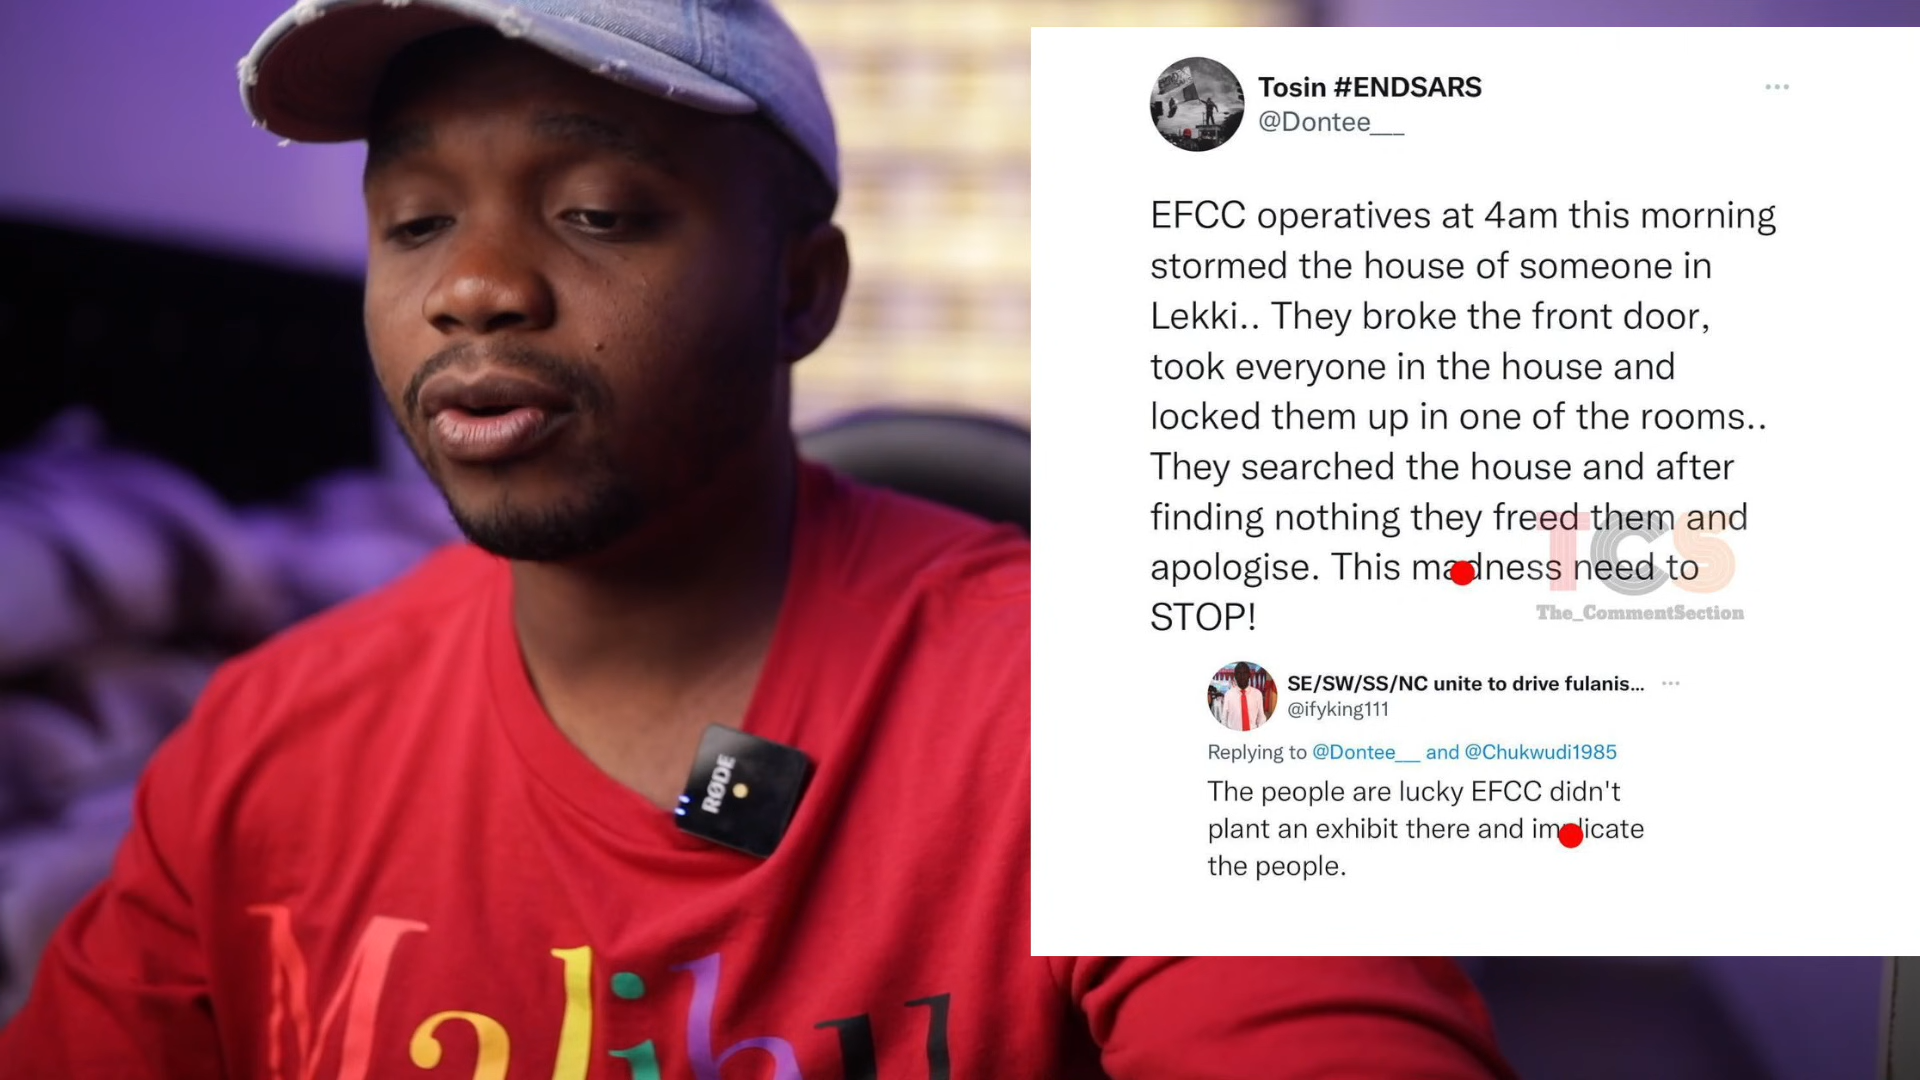 Tosin #ENDSARS
@Dontee___
EFCC operatives at 4am this morning
stormed the house of someone in
Lekki.. They broke the front door,
took everyone in the house and
locked them up in one of the rooms..
They searched the house and after
finding nothing they freed them and
apologise. This madness need to
STOP!
TCS
The_CommentSection
SE/SW/SS/NC unite to drive fulanis...
@ifyking111
Replying to @Dontee___ and @Chukwudi1985
The people are lucky EFCC didn't
plant an exhibit there and implicate
the people.
RØDE
Malibu